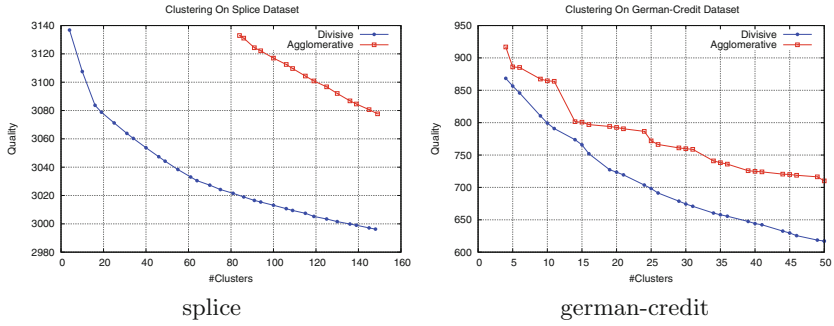 Clustering On Splice Dataset
Divisive
Agglomerative
3140
3120
3100
3080
3060
3040
3020
3000
2980
Quality
0 20 40 60 80 100 120 140 160
#Clusters
splice
Clustering On German-Credit Dataset
Divisive
Agglomerative
950
900
850
800
750
700
650
600
Quality
5 10 15 20 25 30 35 40 45 50
#Clusters
german-credit